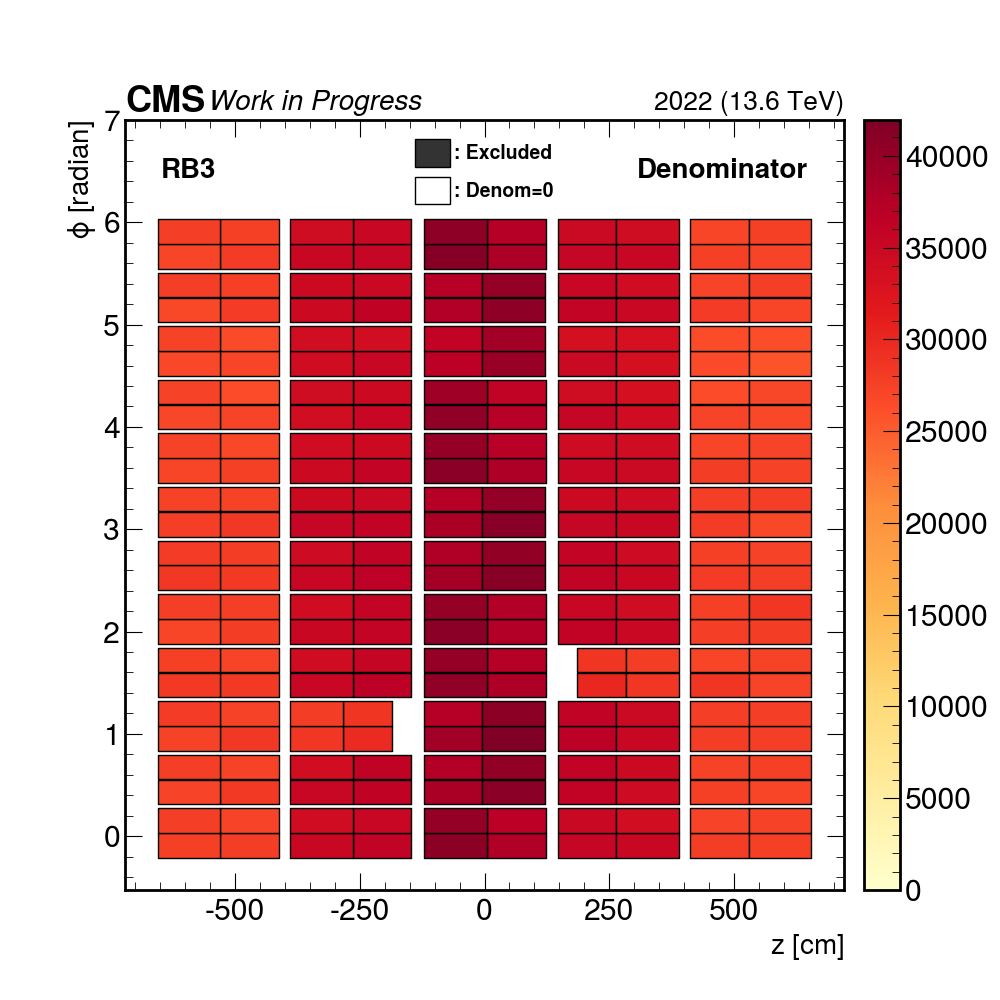 CMS Work in Progress 2022 (13.6 TeV)
RB3
: Excluded
: Denom=0
Denominator
ϕ [radian]
7
6
5
4
3
2
1
0
-500 -250 0 250 500
z [cm]
40000
35000
30000
25000
20000
15000
10000
5000
0